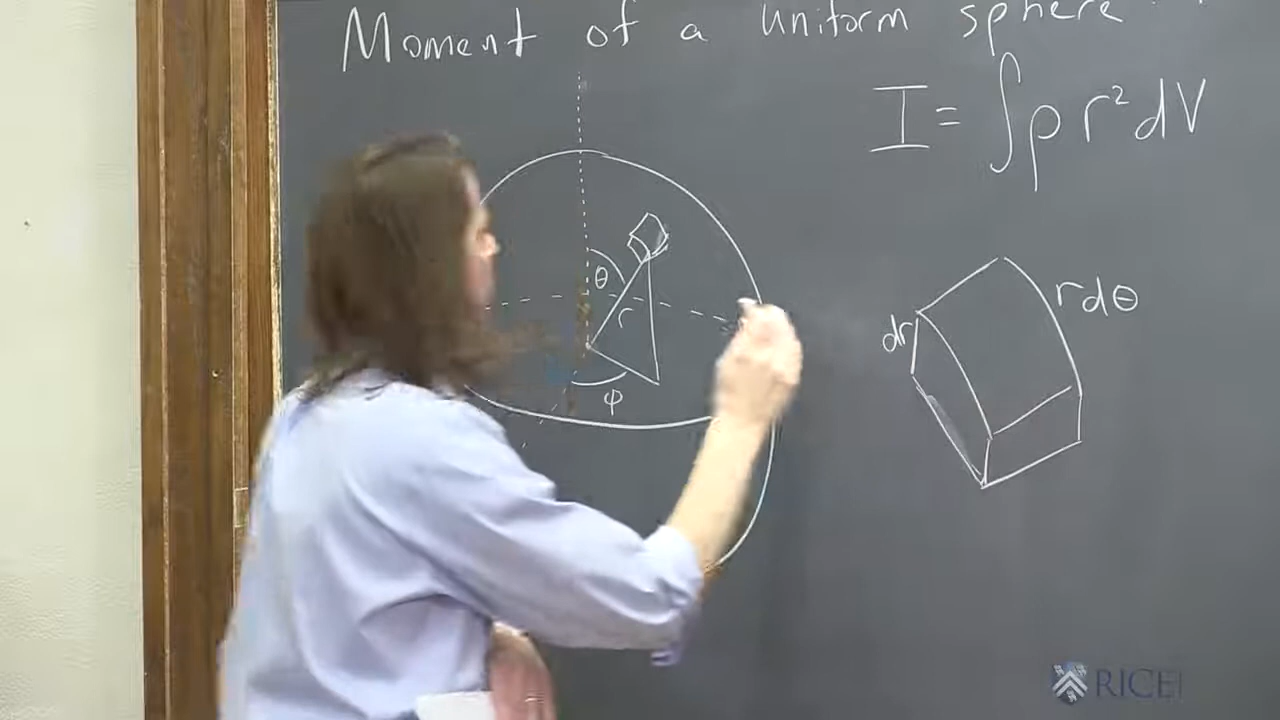 Moment of a uniform sphere
I = ∫ρ r² dV
θ
r
φ
dr
rdθ
RICE